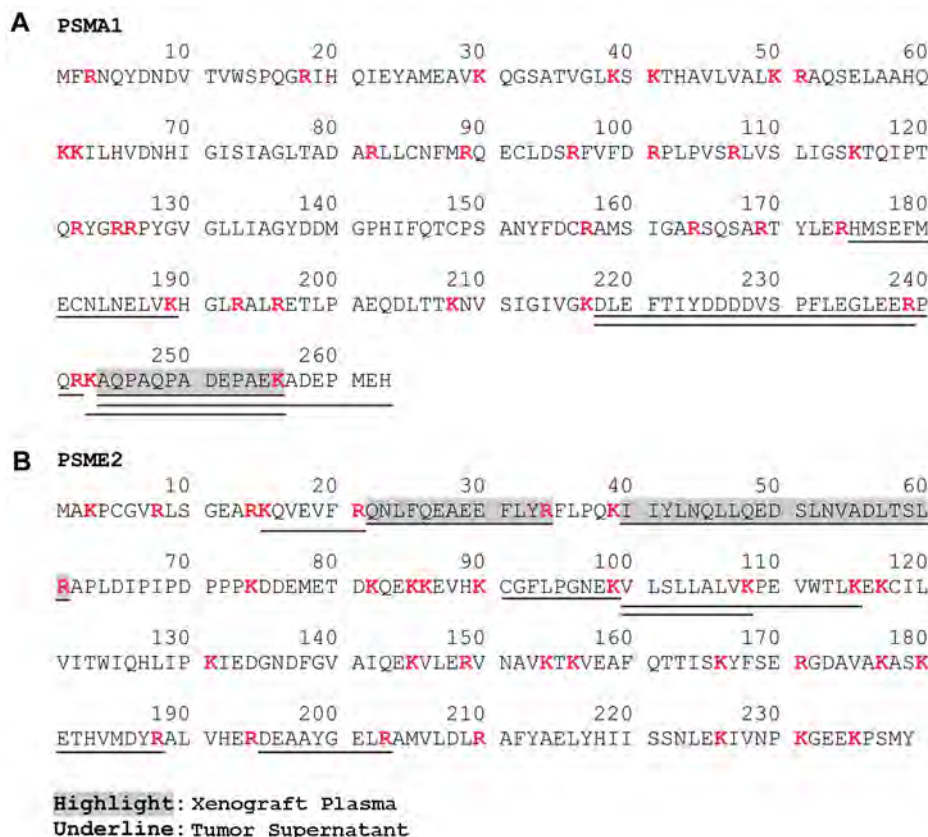 A PSMA1
10 20 30 40 50 60
MFRNQYDNDV TVWSPQGRIH QIEYAMEAVK QGSATVGLKS KTHAVLVALK RAQSELAAHQ
70 80 90 100 110 120
KKILHVDNHI GISIAGLTAD ARLLCNFMRQ ECLDSRFVFD RPLPVSRLVS LIGSKTQIPT
130 140 150 160 170 180
QRYGRRPYGV GLLIAGYDDM GPHIFQTCPS ANYFDCRAMS IGARSQSART YLERHMSEFM
190 200 210 220 230 240
ECNLNELVKH GLRALRETLP AEQDLTTKNV SIGIVGKDLE FTIYDDDDVS PFLEGLEERP
250 260
QRKAQPAQPA DEPAEKADEP MEH
B PSME2
10 20 30 40 50 60
MAKPCGVRLS GEARKQVEVF RQNLFQEAEE FLYRFLPQKI IYLNQLLQED SLNVADLTSL
70 80 90 100 110 120
RAPLDIPIPD PPPKDDEMET DKQEKKEVHK CGFLPGNEKV LSLLALVKPE VWTLKEKCIL
130 140 150 160 170 180
VITWIQHLIP KIEDGNDFGV AIQEKVLERV NAVKTKVEAF QTTISKYFSE RGDAVAKASK
190 200 210 220 230
ETHVMDYRAL VHERDEAAYG ELRAMVLDLR AFYAELYHII SSNLEKIVNP KGEEKPSMY
Highlight: Xenograft Plasma
Underline: Tumor Supernatant